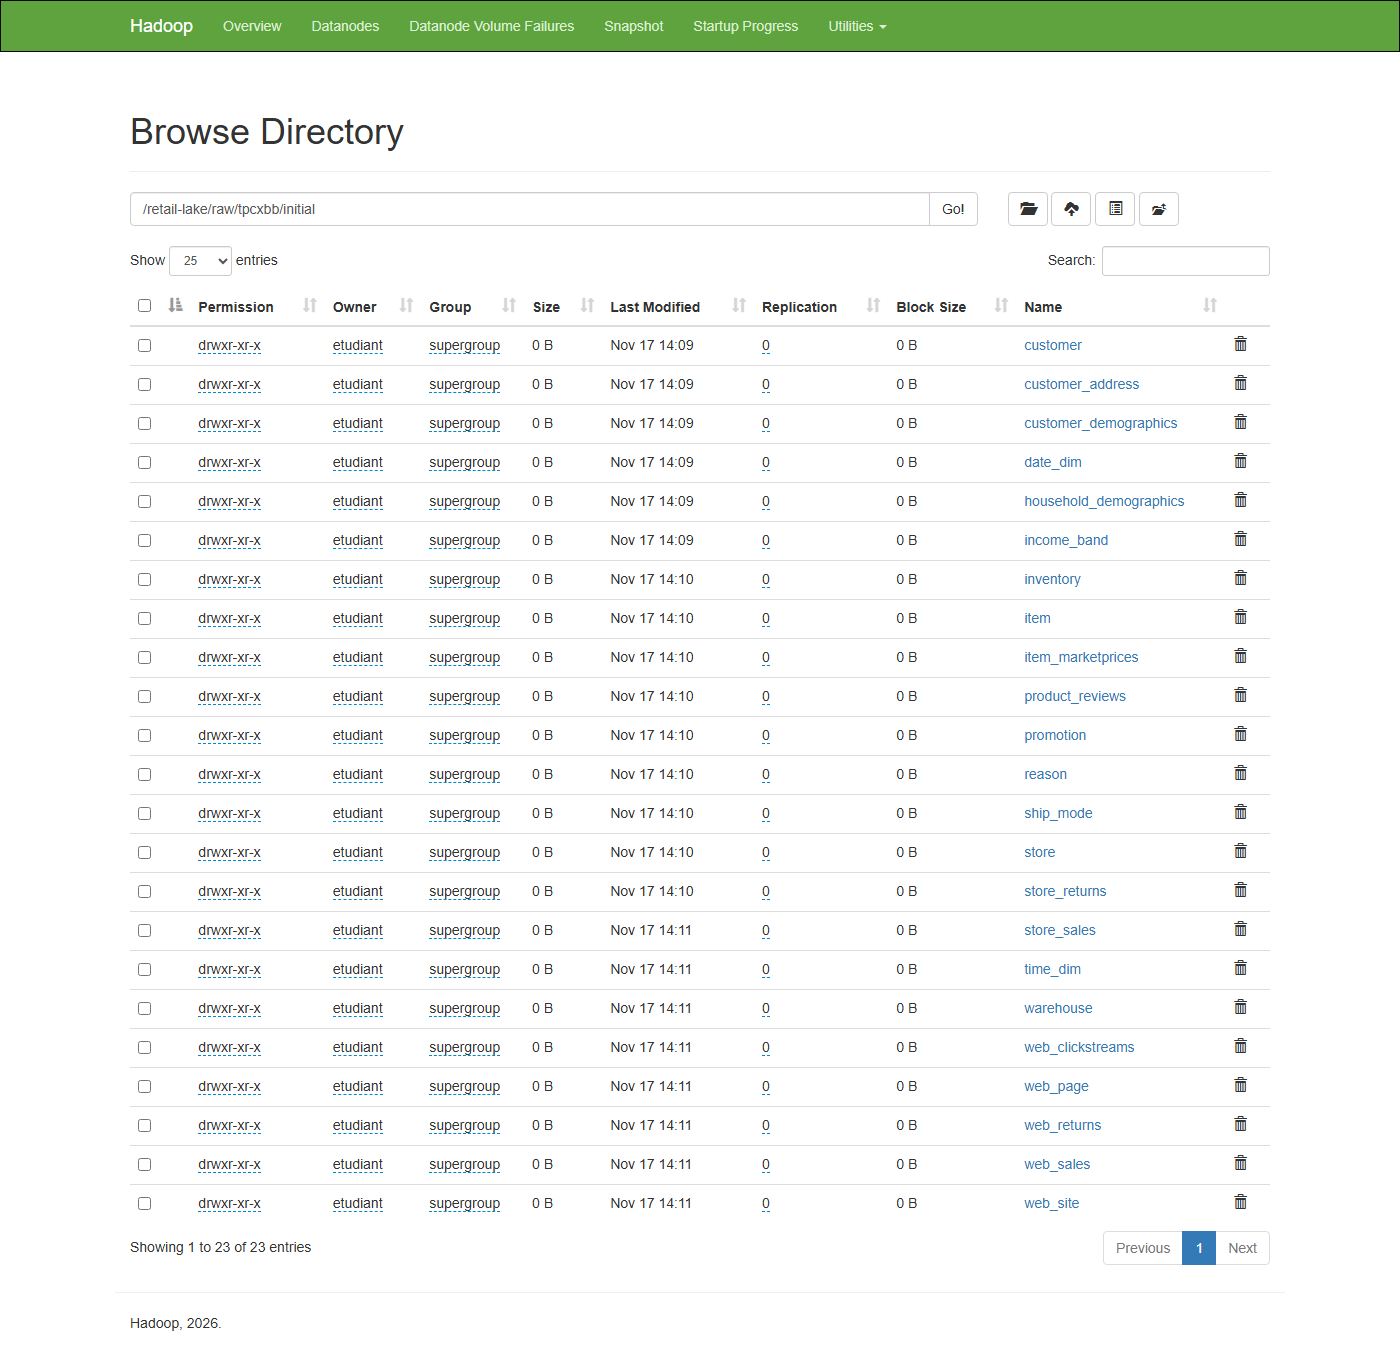 Hadoop Overview Datanodes Datanode Volume Failures Snapshot Startup Progress Utilities
Browse Directory
/retail-lake/raw/tpcxbb/initial Go!
Show 25 entries Search:
Permission Owner Group Size Last Modified Replication Block Size Name
drwxr-xr-x etudiant supergroup 0 B Nov 17 14:09 0 0 B customer
drwxr-xr-x etudiant supergroup 0 B Nov 17 14:09 0 0 B customer_address
drwxr-xr-x etudiant supergroup 0 B Nov 17 14:09 0 0 B customer_demographics
drwxr-xr-x etudiant supergroup 0 B Nov 17 14:09 0 0 B date_dim
drwxr-xr-x etudiant supergroup 0 B Nov 17 14:09 0 0 B household_demographics
drwxr-xr-x etudiant supergroup 0 B Nov 17 14:09 0 0 B income_band
drwxr-xr-x etudiant supergroup 0 B Nov 17 14:10 0 0 B inventory
drwxr-xr-x etudiant supergroup 0 B Nov 17 14:10 0 0 B item
drwxr-xr-x etudiant supergroup 0 B Nov 17 14:10 0 0 B item_marketprices
drwxr-xr-x etudiant supergroup 0 B Nov 17 14:10 0 0 B product_reviews
drwxr-xr-x etudiant supergroup 0 B Nov 17 14:10 0 0 B promotion
drwxr-xr-x etudiant supergroup 0 B Nov 17 14:10 0 0 B reason
drwxr-xr-x etudiant supergroup 0 B Nov 17 14:10 0 0 B ship_mode
drwxr-xr-x etudiant supergroup 0 B Nov 17 14:10 0 0 B store
drwxr-xr-x etudiant supergroup 0 B Nov 17 14:10 0 0 B store_returns
drwxr-xr-x etudiant supergroup 0 B Nov 17 14:11 0 0 B store_sales
drwxr-xr-x etudiant supergroup 0 B Nov 17 14:11 0 0 B time_dim
drwxr-xr-x etudiant supergroup 0 B Nov 17 14:11 0 0 B warehouse
drwxr-xr-x etudiant supergroup 0 B Nov 17 14:11 0 0 B web_clickstreams
drwxr-xr-x etudiant supergroup 0 B Nov 17 14:11 0 0 B web_page
drwxr-xr-x etudiant supergroup 0 B Nov 17 14:11 0 0 B web_returns
drwxr-xr-x etudiant supergroup 0 B Nov 17 14:11 0 0 B web_sales
drwxr-xr-x etudiant supergroup 0 B Nov 17 14:11 0 0 B web_site
Showing 1 to 23 of 23 entries Previous 1 Next
Hadoop, 2026.